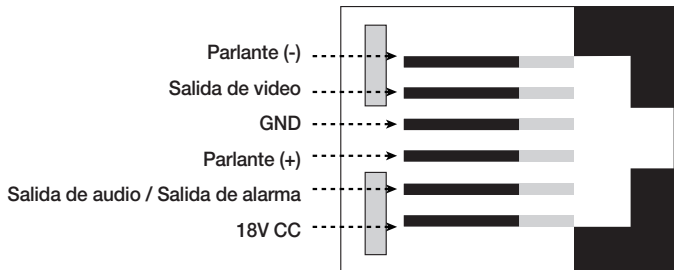 Parlante (-)
Salida de video
GND
Parlante (+)
Salida de audio / Salida de alarma
18V CC